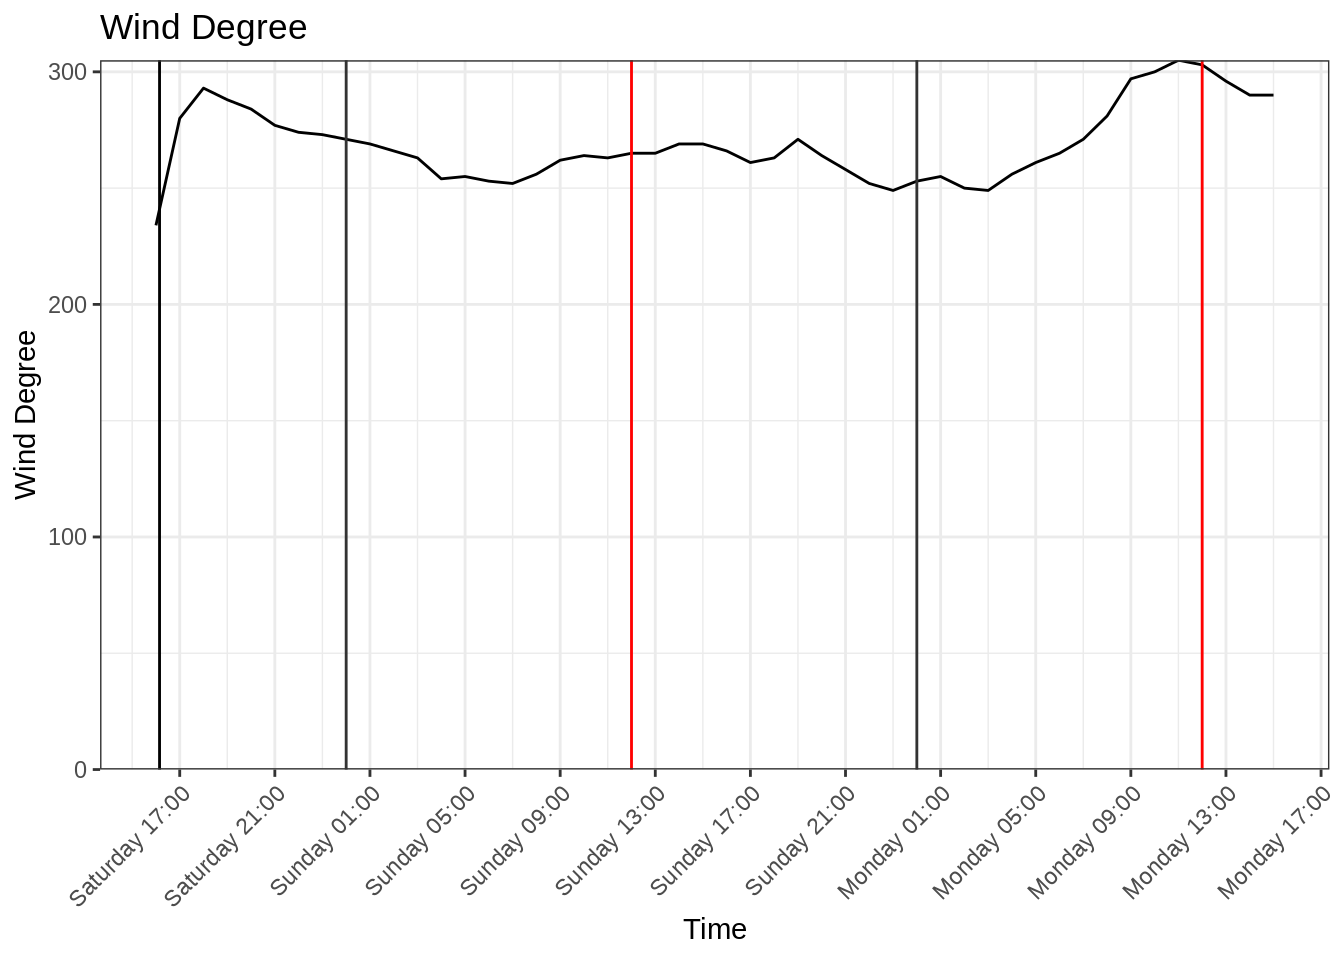 Wind Degree
Wind Degree
300
200
100
0
Saturday 17:00
Saturday 21:00
Sunday 01:00
Sunday 05:00
Sunday 09:00
Sunday 13:00
Sunday 17:00
Sunday 21:00
Monday 01:00
Monday 05:00
Monday 09:00
Monday 13:00
Monday 17:00
Time